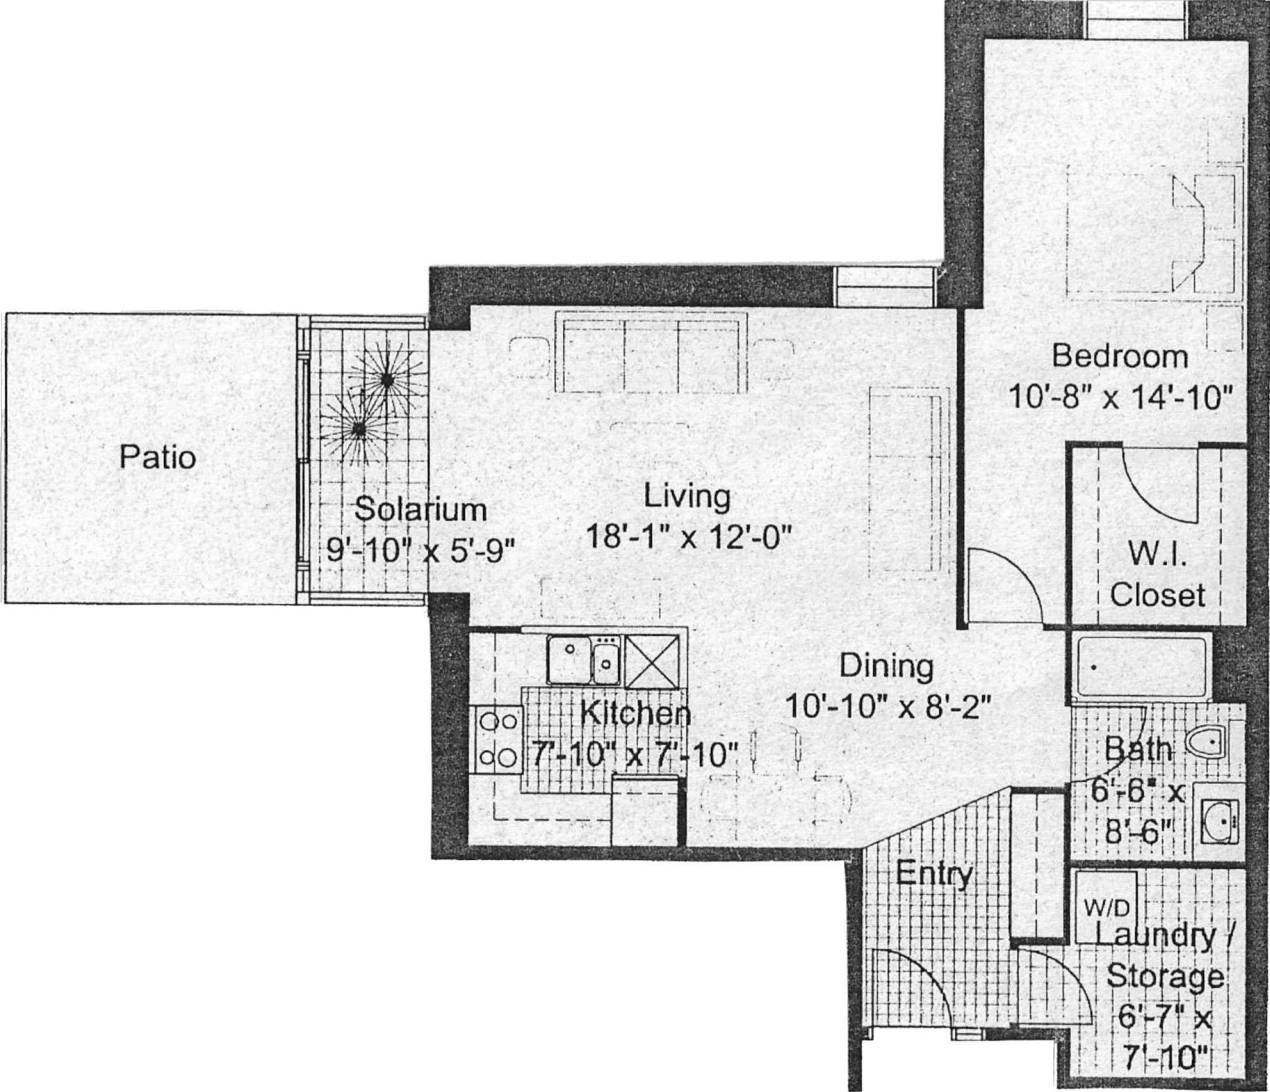 Bedroom
10'-8" x 14'-10"
Patio
Solarium
9'-10" x 5'-9"
Living
18'-1" x 12'-0"
W.I.
Closet
Dining
10'-10" x 8'-2"
Kitchen
7'-10" x 7'-10"
Bath
6'-6" x
8'-6"
Entry
W/D
Laundry /
Storage
6'-7" x
7'-10"